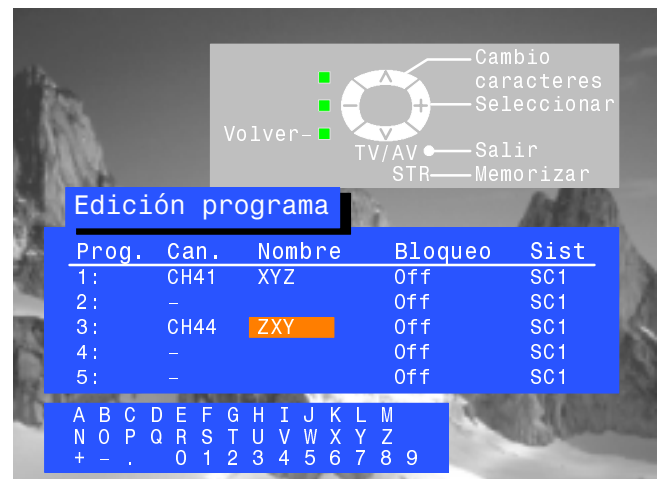 Cambio
caracteres
Seleccionar
Volver
TV/AV Salir
STR Memorizar
Edición programa
Prog. Can. Nombre Bloqueo Sist
1: CH41 XYZ Off SC1
2: – Off SC1
3: CH44 ZXY Off SC1
4: – Off SC1
5: – Off SC1
A B C D E F G H I J K L M
N O P Q R S T U V W X Y Z
+ – . 0 1 2 3 4 5 6 7 8 9